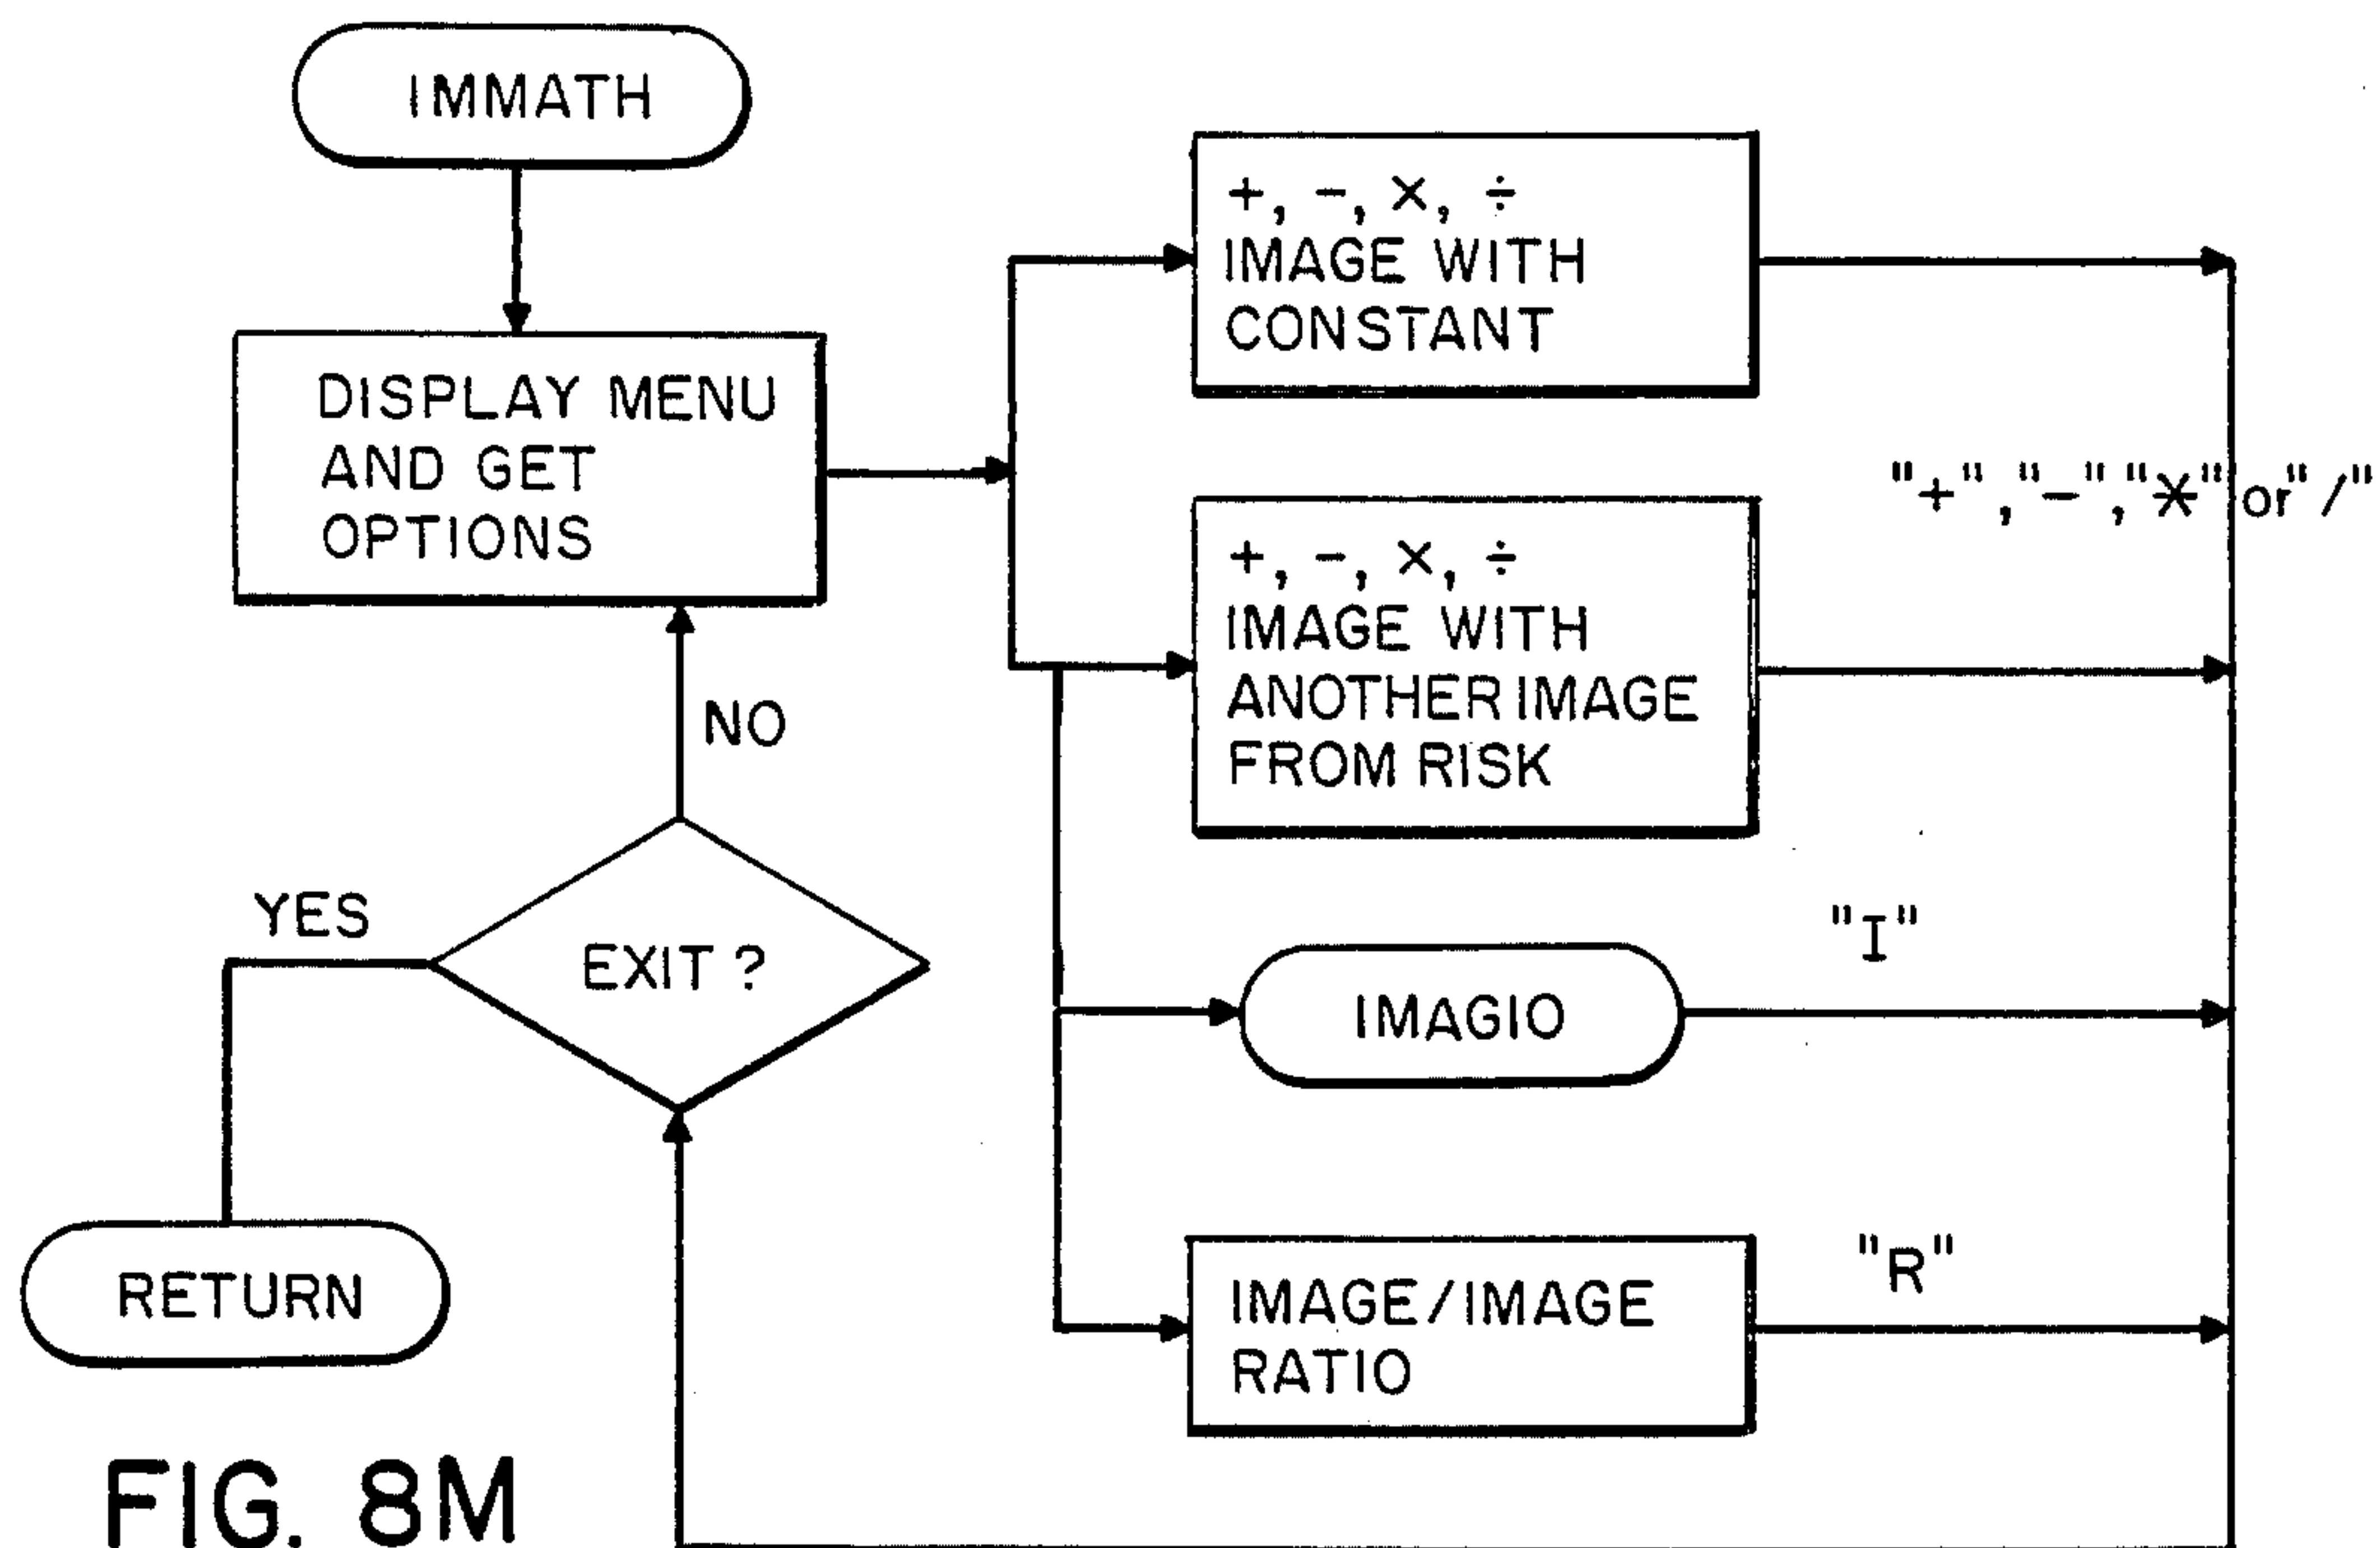 IMMATH
DISPLAY MENU
AND GET
OPTIONS
+, -, ×, ÷
IMAGE WITH
CONSTANT
"+", "-", "*" or "/"
+, -, ×, ÷
IMAGE WITH
ANOTHER IMAGE
FROM RISK
NO
YES
EXIT ?
"I"
IMAGIO
RETURN
"R"
IMAGE/IMAGE
RATIO
FIG. 8M